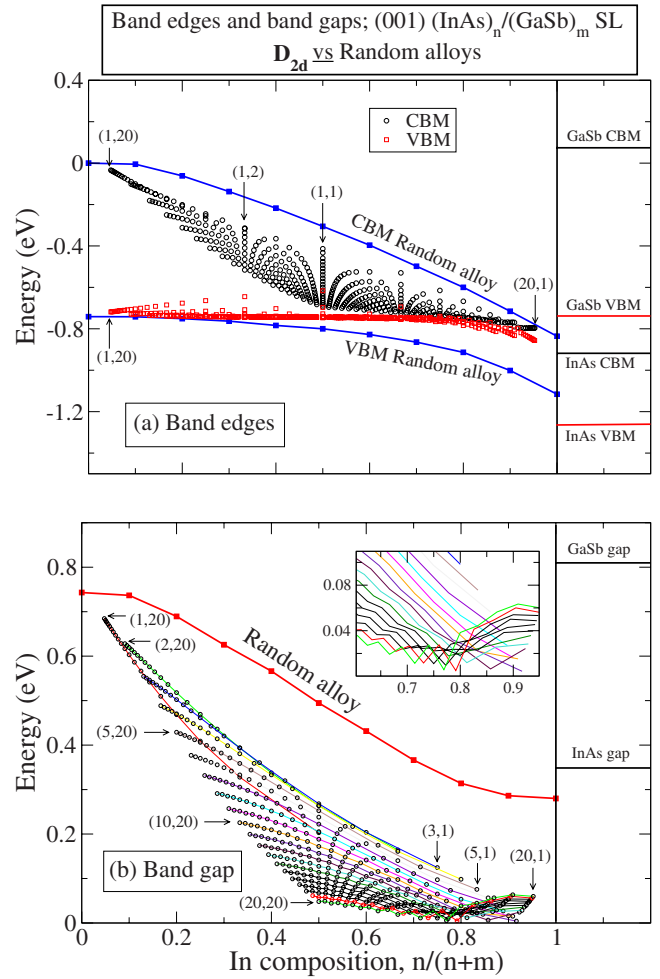 Band edges and band gaps; (001) (InAs)n/(GaSb)m SL
D2d vs Random alloys
0.4
0
-0.4
-0.8
-1.2
Energy (eV)
CBM
VBM
(1,20)
(1,2)
(1,1)
(20,1)
(1,20)
CBM Random alloy
VBM Random alloy
(a) Band edges
GaSb CBM
GaSb VBM
InAs CBM
InAs VBM
0.8
0.6
0.4
0.2
0
Energy (eV)
(1,20)
(2,20)
(5,20)
(10,20)
(20,20)
(3,1)
(5,1)
(20,1)
Random alloy
(b) Band gap
0.08
0.04
0.7 0.8 0.9
GaSb gap
InAs gap
0 0.2 0.4 0.6 0.8 1
In composition, n/(n+m)